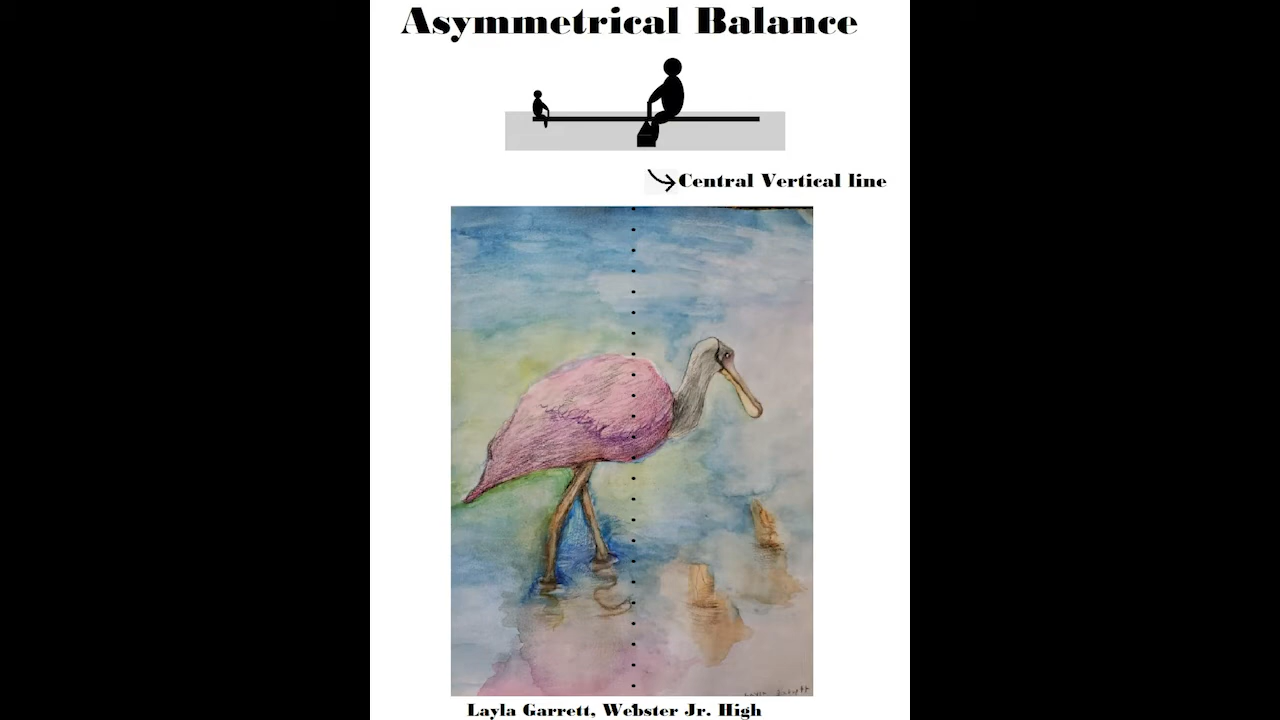 Asymmetrical Balance
Central Vertical line
Layla Garrett, Webster Jr. High